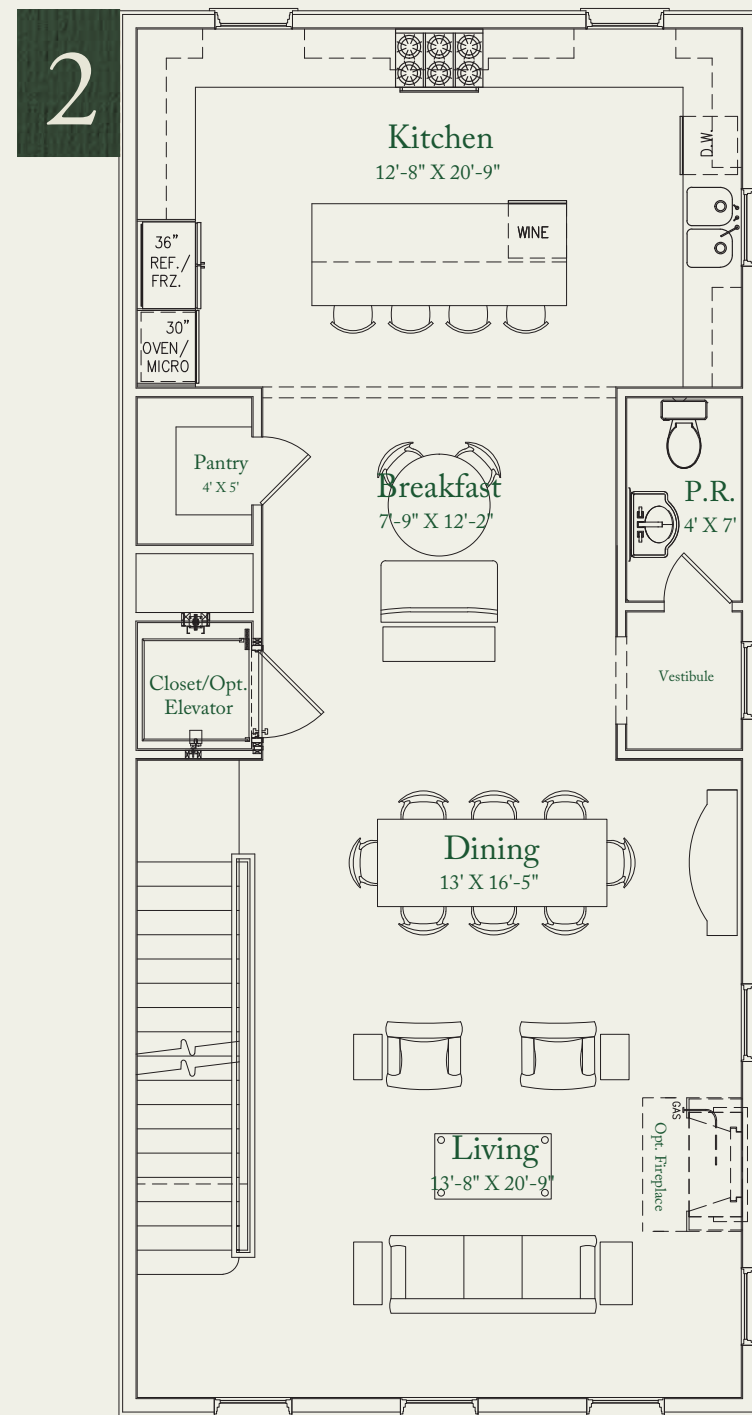 2
Kitchen
12'-8" X 20'-9"
D.W.
WINE
36"
REF./
FRZ.
30"
OVEN/
MICRO
Pantry
4' X 5'
Breakfast
7'-9" X 12'-2"
P.R.
4' X 7'
Vestibule
Closet/Opt.
Elevator
Dining
13' X 16'-5"
GAS
Opt. Fireplace
Living
13'-8" X 20'-9"